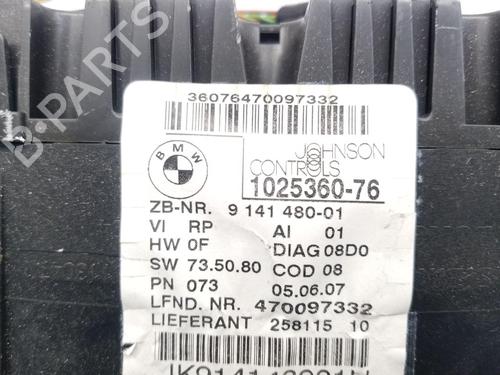 B-PARTS
36076470097332
BMW
JOHNSON
CONTROLS
1025360-76
ZB-NR. 9 141 480-01
VI RP AI 01
HW 0F DIAG 08D0
SW 73.50.80 COD 08
PN 073 05.06.07
LFND. NR. 470097332
LIEFERANT 258115 10